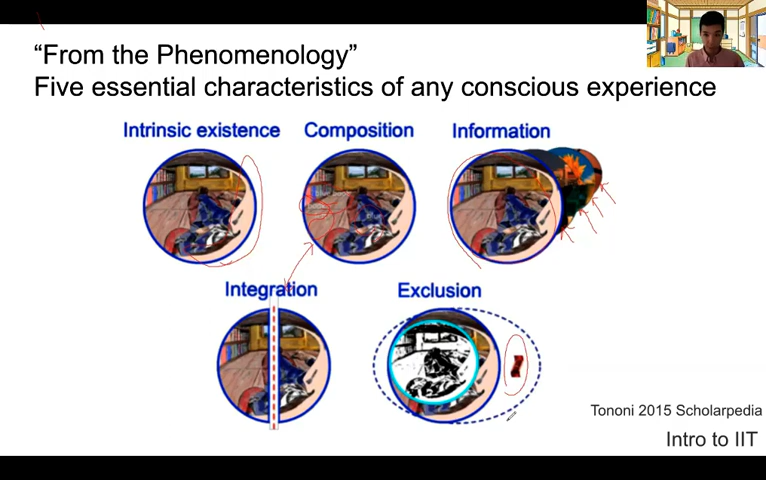 “From the Phenomenology”
Five essential characteristics of any conscious experience
Intrinsic existence
Composition
Information
Integration
Exclusion
Tononi 2015 Scholarpedia
Intro to IIT